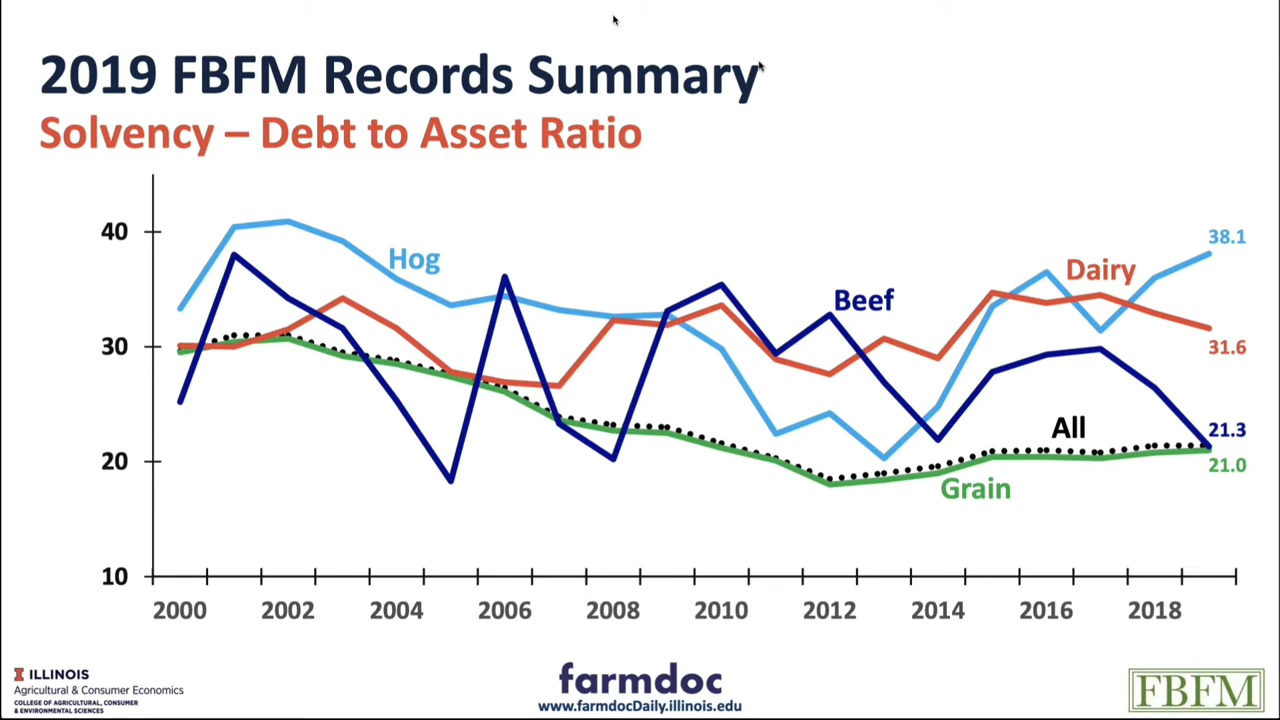 2019 FBFM Records Summary
Solvency – Debt to Asset Ratio
40
30
20
10
Hog
Beef
Dairy
All
Grain
38.1
31.6
21.3
21.0
2000 2002 2004 2006 2008 2010 2012 2014 2016 2018
I ILLINOIS
Agricultural & Consumer Economics
COLLEGE OF AGRICULTURAL, CONSUMER
& ENVIRONMENTAL SCIENCES
farmdoc
www.farmdocDaily.illinois.edu
FBFM